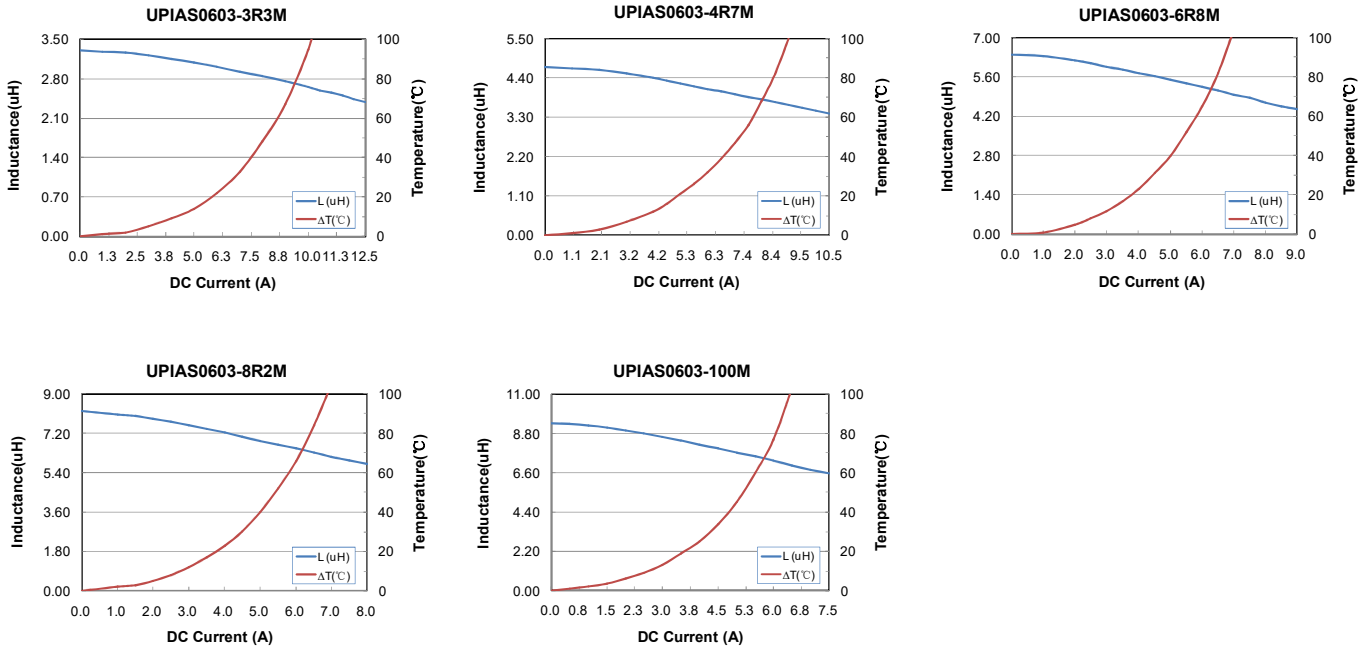 UPIAS0603-3R3M
Inductance(uH)
3.50
2.80
2.10
1.40
0.70
0.00
100
80
60
40
20
0
Temperature(℃)
L (uH)
ΔT(℃)
0.0 1.3 2.5 3.8 5.0 6.3 7.5 8.8 10.0 11.3 12.5
DC Current (A)
UPIAS0603-4R7M
Inductance(uH)
5.50
4.40
3.30
2.20
1.10
0.00
100
80
60
40
20
0
Temperature(℃)
L (uH)
ΔT(℃)
0.0 1.1 2.1 3.2 4.2 5.3 6.3 7.4 8.4 9.5 10.5
DC Current (A)
UPIAS0603-6R8M
Inductance(uH)
7.00
5.60
4.20
2.80
1.40
0.00
100
80
60
40
20
0
Temperature(℃)
L (uH)
ΔT(℃)
0.0 1.0 2.0 3.0 4.0 5.0 6.0 7.0 8.0 9.0
DC Current (A)
UPIAS0603-8R2M
Inductance(uH)
9.00
7.20
5.40
3.60
1.80
0.00
100
80
60
40
20
0
Temperature(℃)
L (uH)
ΔT(℃)
0.0 1.0 2.0 3.0 4.0 5.0 6.0 7.0 8.0
DC Current (A)
UPIAS0603-100M
Inductance(uH)
11.00
8.80
6.60
4.40
2.20
0.00
100
80
60
40
20
0
Temperature(℃)
L (uH)
ΔT(℃)
0.0 0.8 1.5 2.3 3.0 3.8 4.5 5.3 6.0 6.8 7.5
DC Current (A)